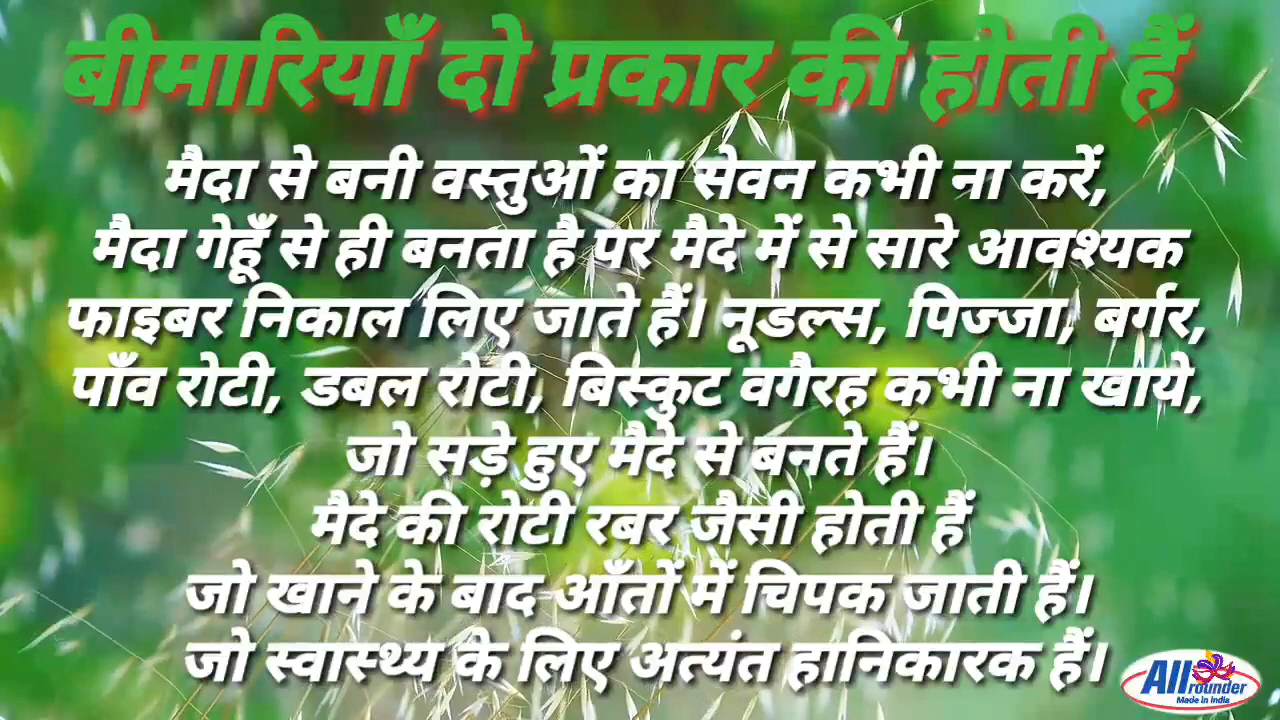 बीमारियाँ दो प्रकार की होती हैं
मैदा से बनी वस्तुओं का सेवन कभी ना करें,
मैदा गेहूँ से ही बनता है पर मैदे में से सारे आवश्यक
फाइबर निकाल लिए जाते हैं। नूडल्स, पिज्जा, बर्गर,
पाँव रोटी, डबल रोटी, बिस्कुट वगैरह कभी ना खाये,
जो सड़े हुए मैदे से बनते हैं।
मैदे की रोटी रबर जैसी होती हैं
जो खाने के बाद आँतों में चिपक जाती हैं।
जो स्वास्थ्य के लिए अत्यंत हानिकारक हैं।
All rounder
Made in India